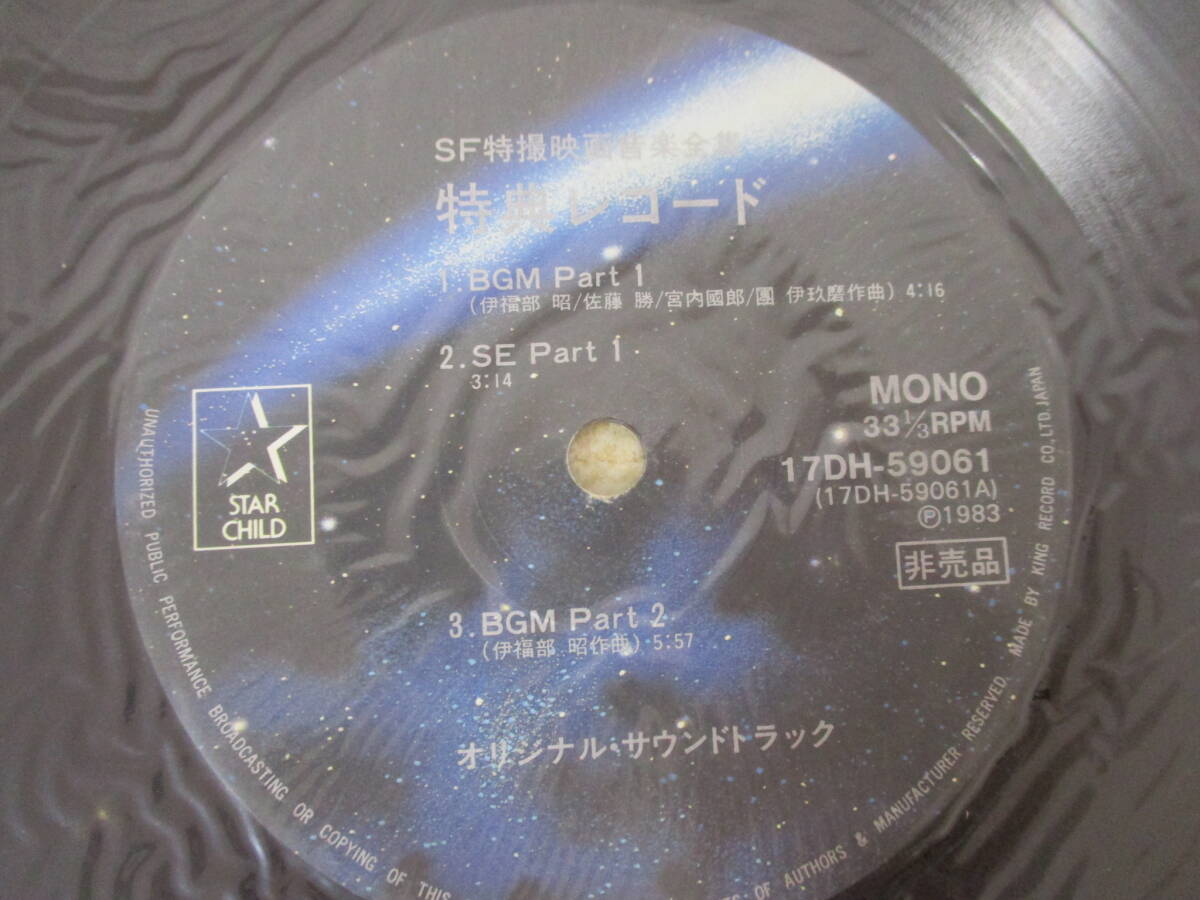 SF特撮映画音楽全集
特典レコード
1. BGM Part 1
(伊福部 昭/佐藤 勝/宮内國郎/團 伊玖磨作曲) 4:16
2. SE Part 1
3:14
STAR
CHILD
MONO
33⅓RPM
17DH-59061
(17DH-59061A)
Ⓟ1983
非売品
3. BGM Part 2
(伊福部 昭作曲) 5:57
オリジナル・サウンドトラック
UNAUTHORIZED PUBLIC PERFORMANCE BROADCASTING OR COPYING OF THIS
OF AUTHORS & MANUFACTURER RESERVED. MADE BY KING RECORD CO., LTD. JAPAN